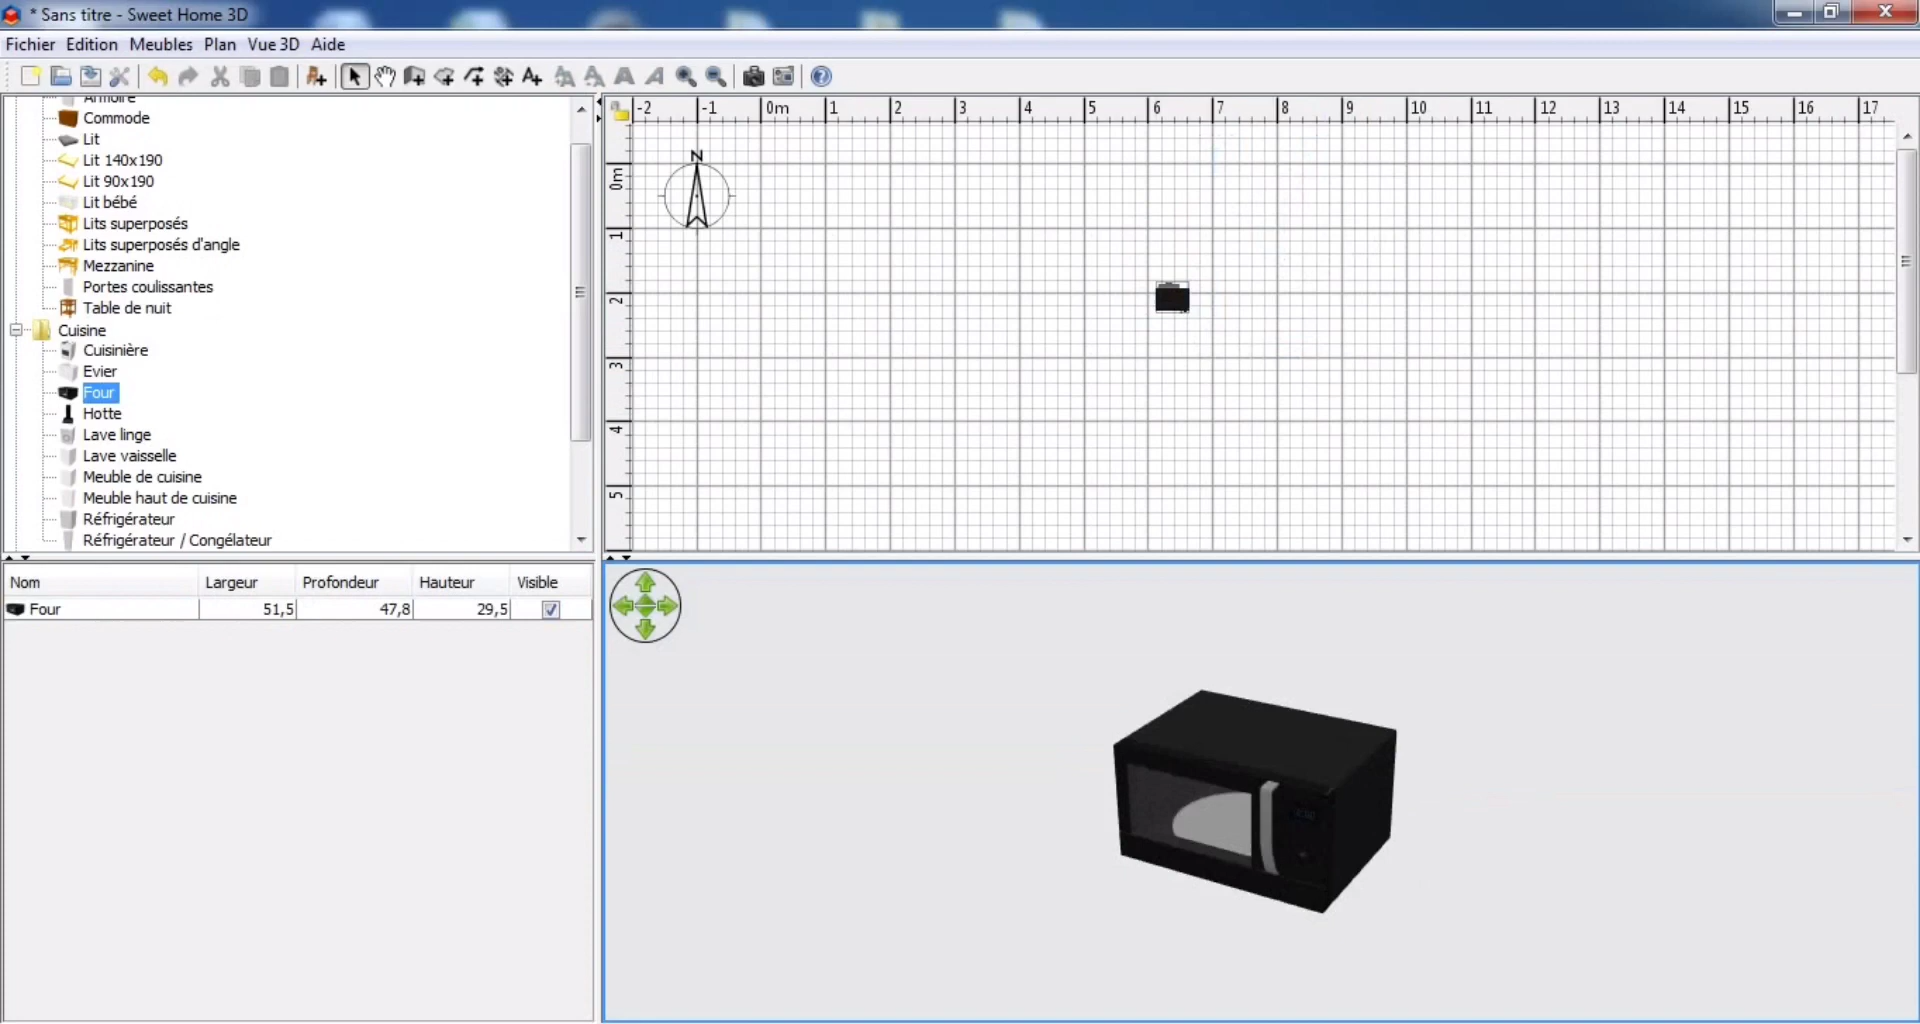 * Sans titre - Sweet Home 3D
Fichier Edition Meubles Plan Vue 3D Aide
Armoire
Commode
Lit
Lit 140x190
Lit 90x190
Lit bébé
Lits superposés
Lits superposés d'angle
Mezzanine
Portes coulissantes
Table de nuit
Cuisine
Cuisinière
Evier
Four
Hotte
Lave linge
Lave vaisselle
Meuble de cuisine
Meuble haut de cuisine
Réfrigérateur
Réfrigérateur / Congélateur
-2 -1 0m 1 2 3 4 5 6 7 8 9 10 11 12 13 14 15 16 17
0m
1
2
3
4
5
N
Nom Largeur Profondeur Hauteur Visible
Four 51,5 47,8 29,5